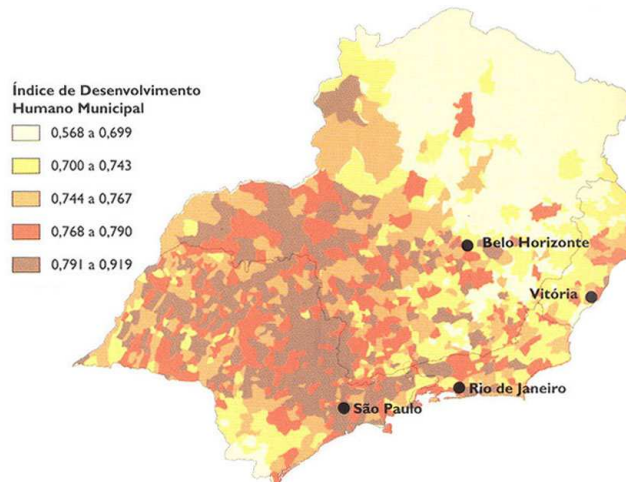 Índice de Desenvolvimento
Humano Municipal
0,568 a 0,699
0,700 a 0,743
0,744 a 0,767
0,768 a 0,790
0,791 a 0,919
Belo Horizonte
Vitória
Rio de Janeiro
São Paulo